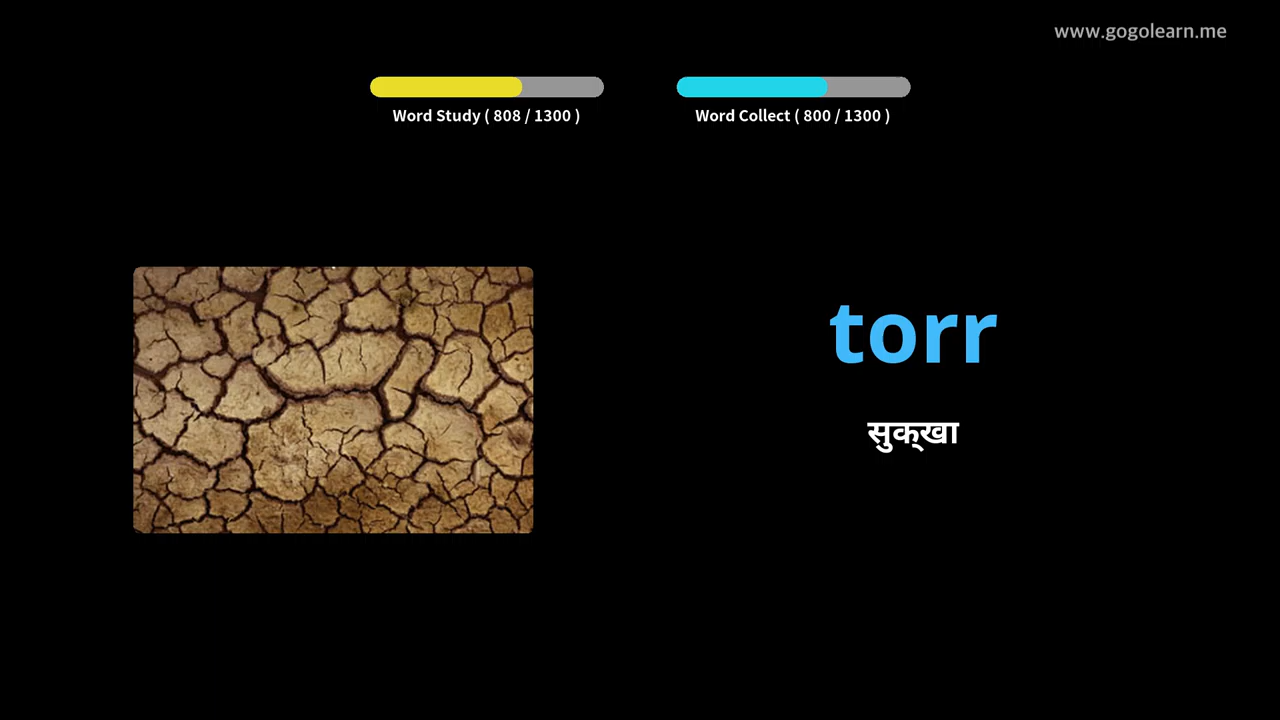 www.gogolearn.me
Word Study ( 808 / 1300 )
Word Collect ( 800 / 1300 )
torr
सुक्‌खा